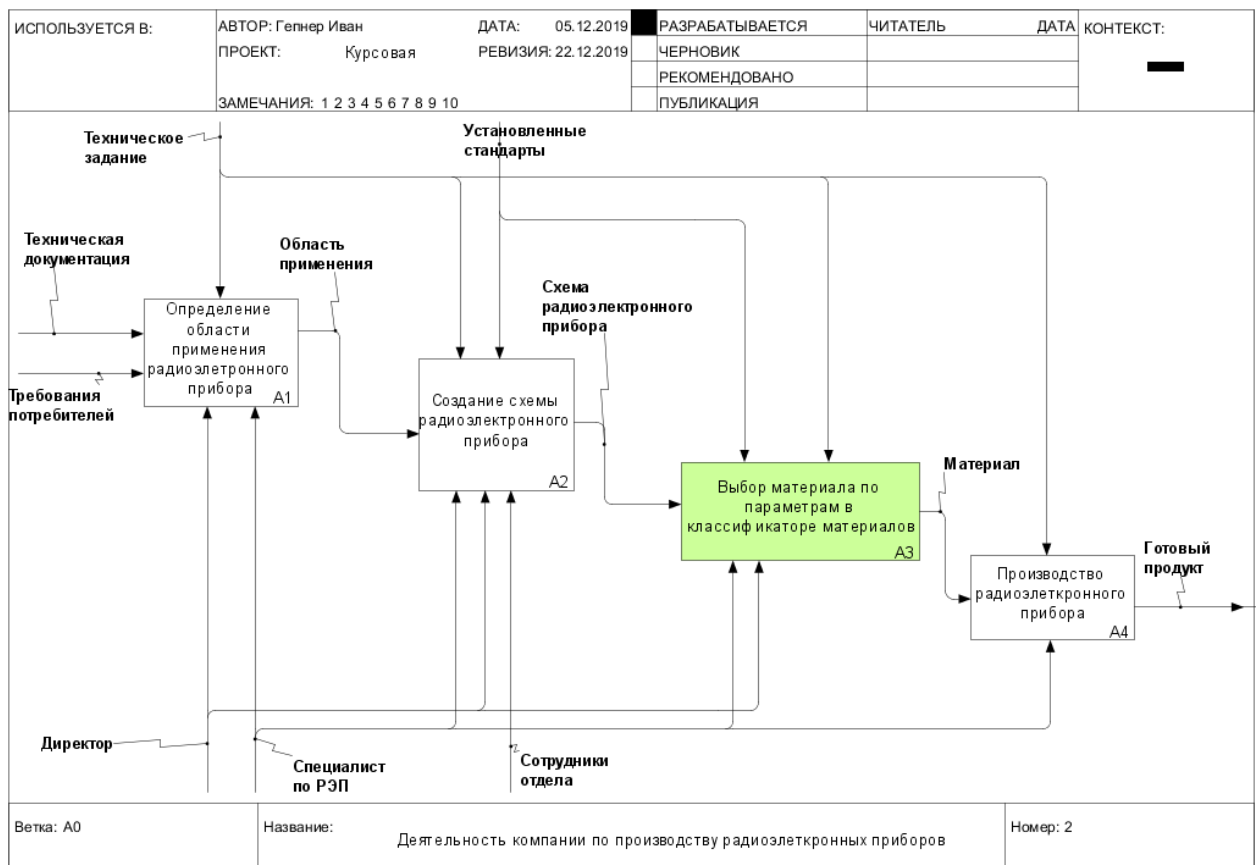 ИСПОЛЬЗУЕТСЯ В:
АВТОР: Гепнер Иван
ДАТА: 05.12.2019
ПРОЕКТ: Курсовая
РЕВИЗИЯ: 22.12.2019
ЗАМЕЧАНИЯ: 1 2 3 4 5 6 7 8 9 10
РАЗРАБАТЫВАЕТСЯ
ЧЕРНОВИК
РЕКОМЕНДОВАНО
ПУБЛИКАЦИЯ
ЧИТАТЕЛЬ
ДАТА
КОНТЕКСТ:
Техническое
задание
Установленные
стандарты
Техническая
документация
Область
применения
Схема
радиоэлектронного
прибора
Определение
области
применения
радиоэлетронного
прибора
A1
Требования
потребителей
Создание схемы
радиоэлектронного
прибора
A2
Выбор материала по
параметрам в
классификаторе материалов
A3
Материал
Готовый
продукт
Производство
радиоэлеткронного
прибора
A4
Директор
Специалист
по РЭП
Сотрудники
отдела
Ветка: A0
Название:
Деятельность компании по производству радиоэлеткронных приборов
Номер: 2